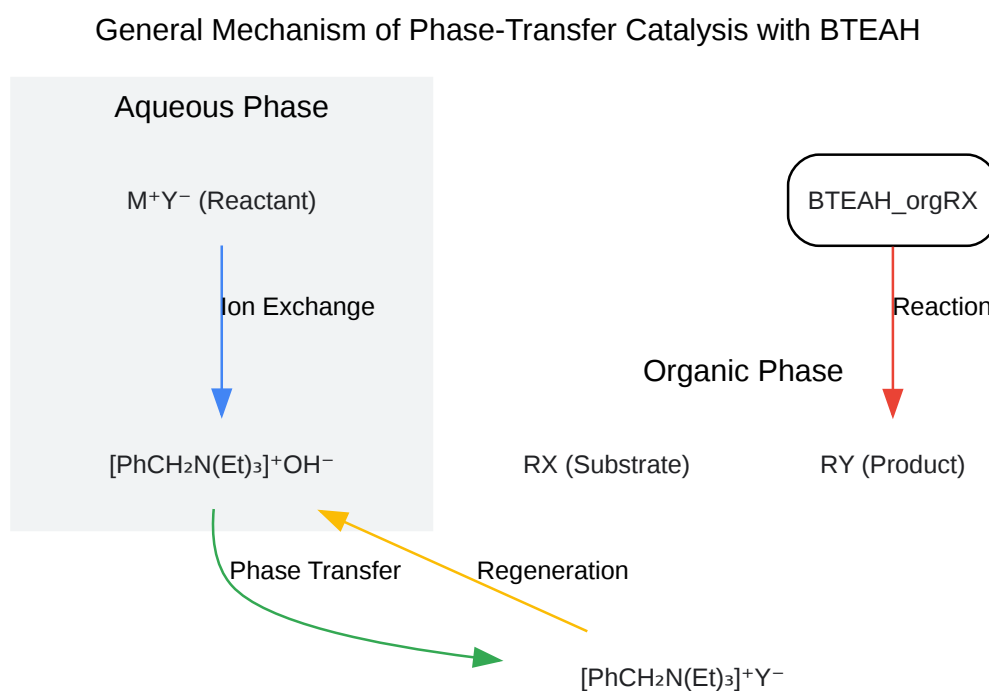 General Mechanism of Phase-Transfer Catalysis with BTEAH
Aqueous Phase
M⁺Y⁻ (Reactant)
BTEAH_orgRX
Ion Exchange
Reaction
Organic Phase
[PhCH₂N(Et)₃]⁺OH⁻
RX (Substrate)
RY (Product)
Phase Transfer
Regeneration
[PhCH₂N(Et)₃]⁺Y⁻